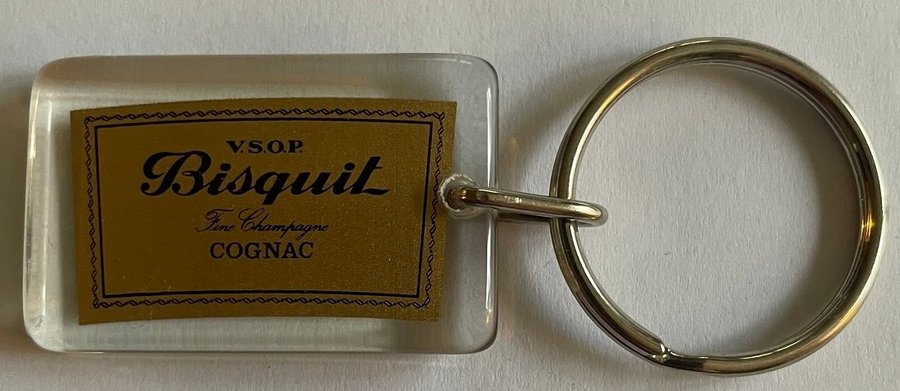 V.S.O.P.
Bisquit
Fine Champagne
COGNAC